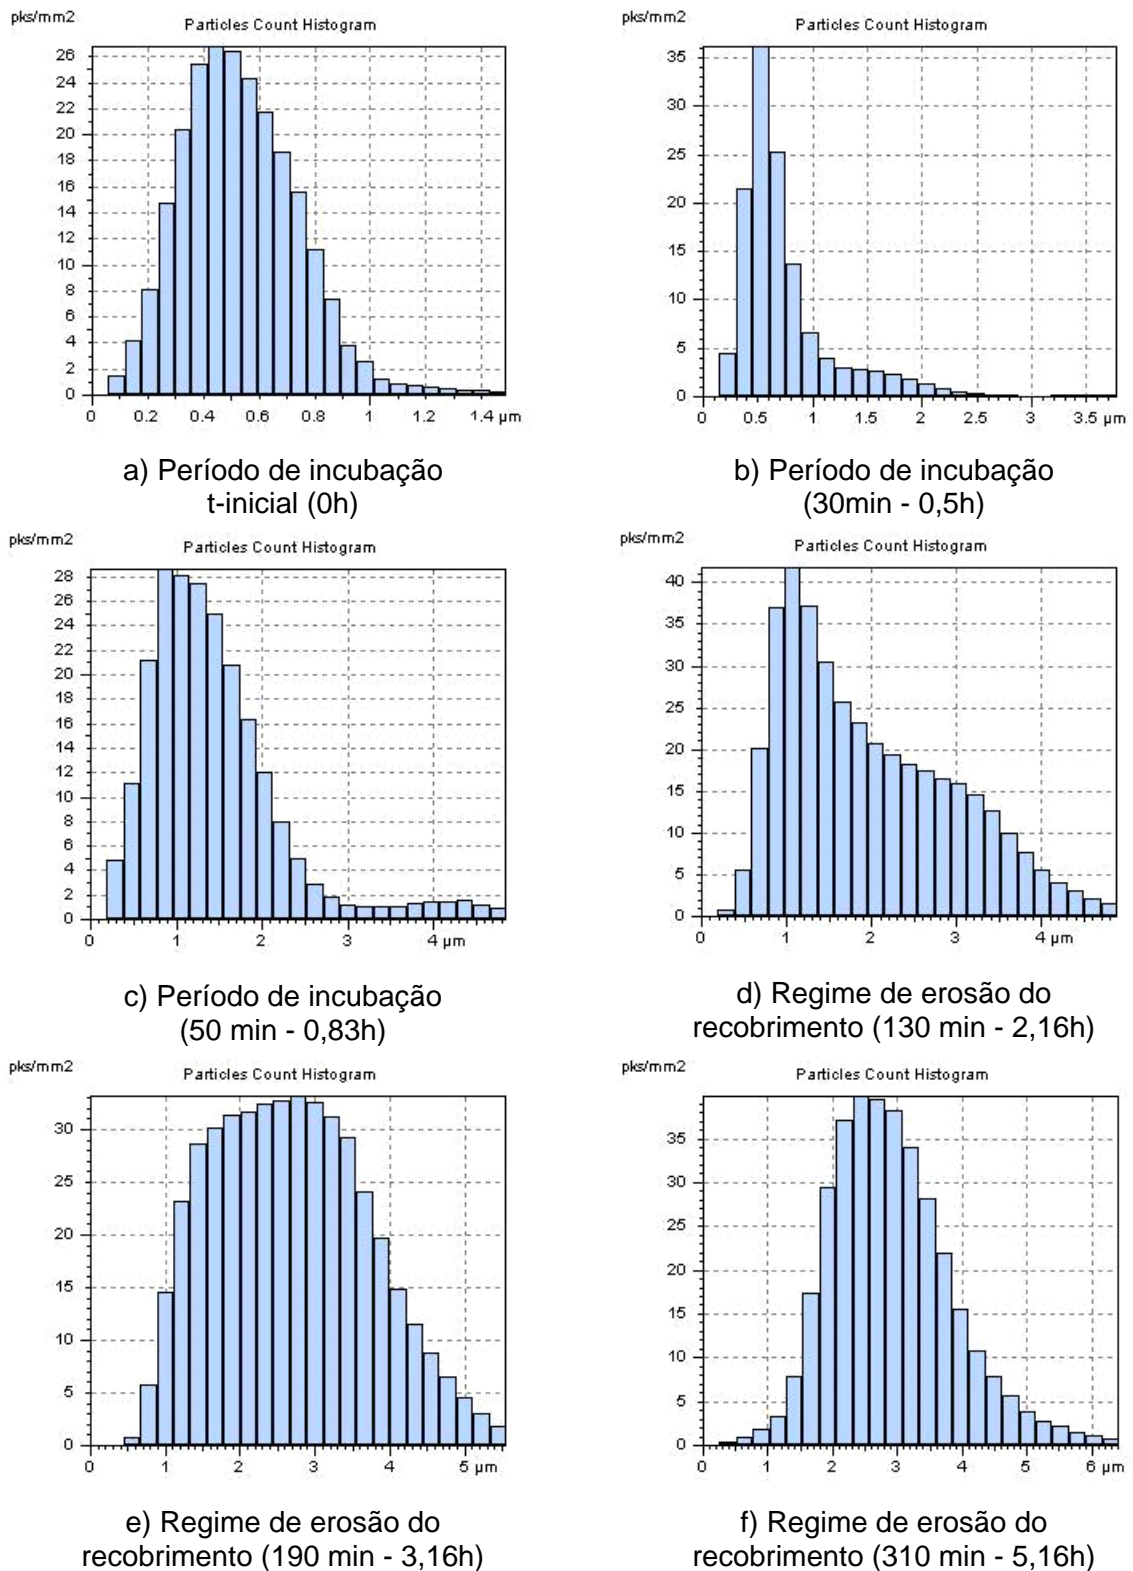 pks/mm2
Particles Count Histogram
26
24
22
20
18
16
14
12
10
8
6
4
2
0
0 0.2 0.4 0.6 0.8 1 1.2 1.4 µm
a) Período de incubação
t-inicial (0h)
pks/mm2
Particles Count Histogram
35
30
25
20
15
10
5
0
0 0.5 1 1.5 2 2.5 3 3.5 µm
b) Período de incubação
(30min - 0,5h)
pks/mm2
Particles Count Histogram
28
26
24
22
20
18
16
14
12
10
8
6
4
2
0
0 1 2 3 4 µm
c) Período de incubação
(50 min - 0,83h)
pks/mm2
Particles Count Histogram
40
35
30
25
20
15
10
5
0
0 1 2 3 4 µm
d) Regime de erosão do
recobrimento (130 min - 2,16h)
pks/mm2
Particles Count Histogram
30
25
20
15
10
5
0
0 1 2 3 4 5 µm
e) Regime de erosão do
recobrimento (190 min - 3,16h)
pks/mm2
Particles Count Histogram
35
30
25
20
15
10
5
0
0 1 2 3 4 5 6 µm
f) Regime de erosão do
recobrimento (310 min - 5,16h)